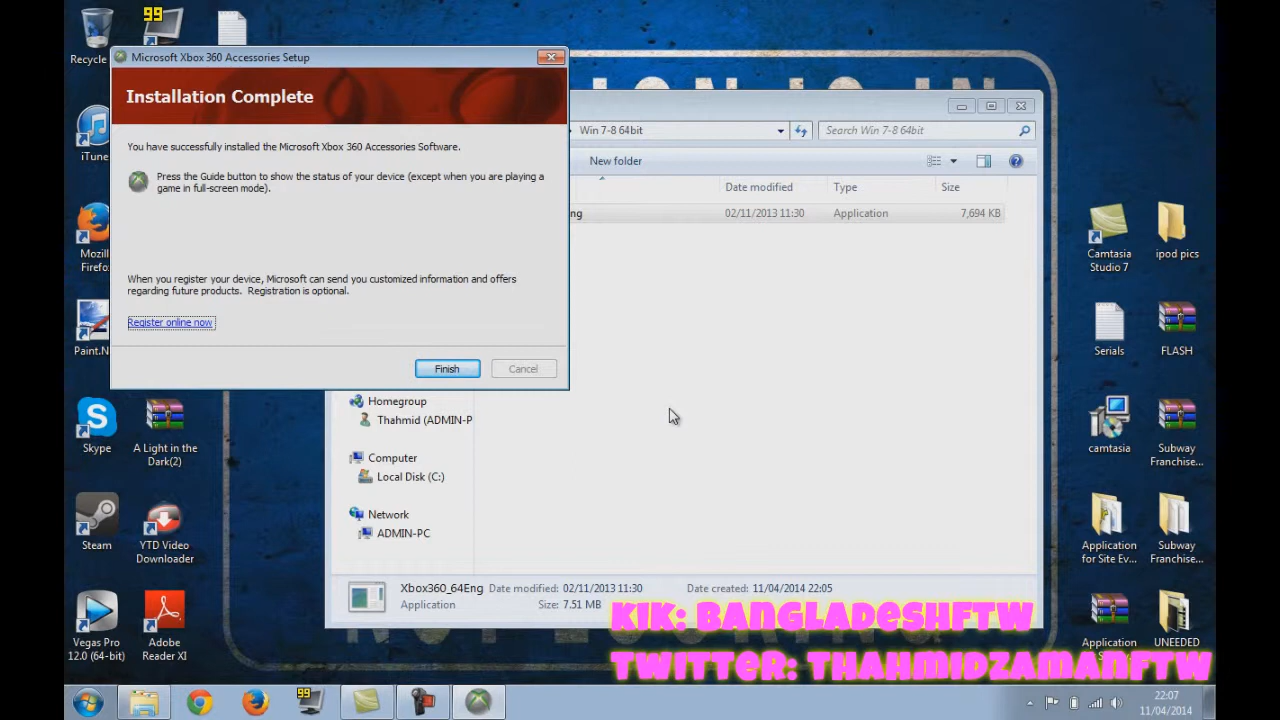 99
Recycle
iTune
Mozil
Firefo
Paint.N
Skype
A Light in the
Dark(2)
Steam
YTD Video
Downloader
Vegas Pro
12.0 (64-bit)
Adobe
Reader XI
Microsoft Xbox 360 Accessories Setup
Installation Complete
You have successfully installed the Microsoft Xbox 360 Accessories Software.
Press the Guide button to show the status of your device (except when you are playing a
game in full-screen mode).
When you register your device, Microsoft can send you customized information and offers
regarding future products. Registration is optional.
Register online now
Finish
Cancel
Win 7-8 64bit
Search Win 7-8 64bit
New folder
Date modified
Type
Size
ng
02/11/2013 11:30
Application
7,694 KB
Homegroup
Thahmid (ADMIN-P
Computer
Local Disk (C:)
Network
ADMIN-PC
Xbox360_64Eng
Date modified: 02/11/2013 11:30
Date created: 11/04/2014 22:05
Application
Size: 7.51 MB
Camtasia
Studio 7
ipod pics
Serials
FLASH
camtasia
Subway
Franchise...
Application
for Site Ev...
Subway
Franchise...
Application
UNEEDED
KIK: BANGLADESHFTW
TWITTER: THAHMIDZAMANFTW
99
22:07
11/04/2014